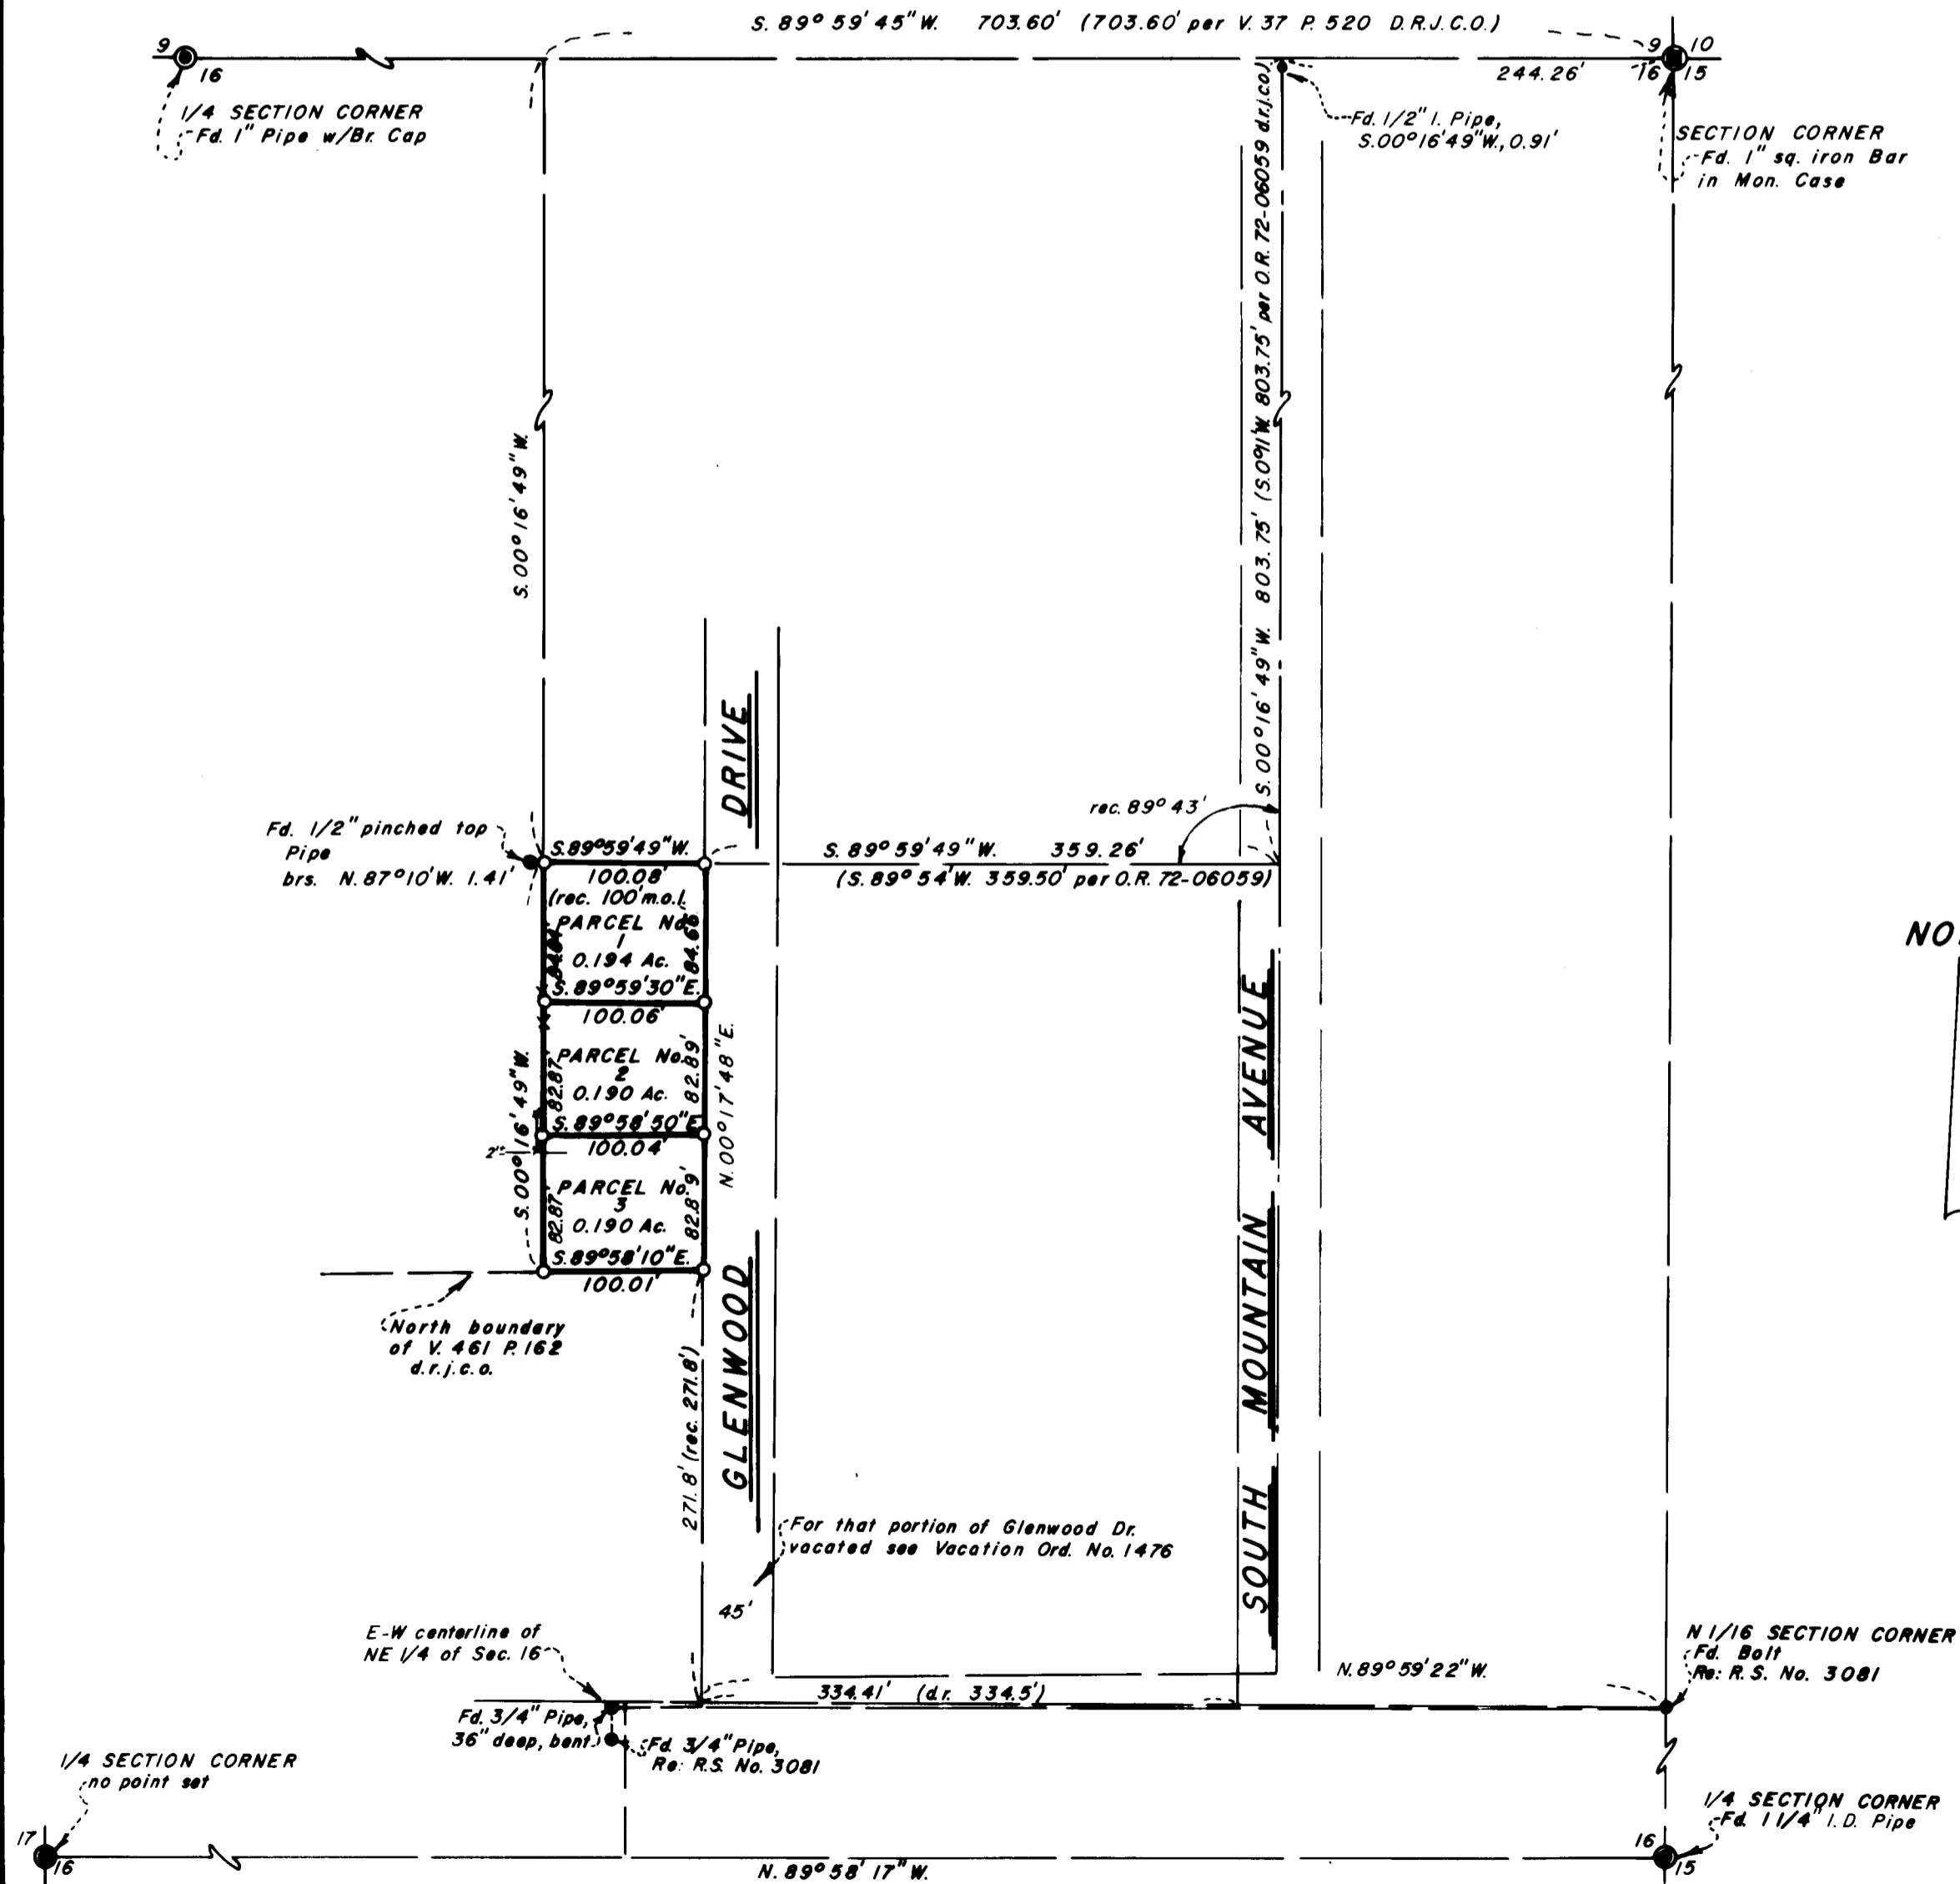 S. 89° 59' 45" W. 703.60' (703.60' per V. 37 P. 520 D.R.J.C.O.)
9
16
1/4 SECTION CORNER
Fd. 1" Pipe w/Br. Cap
9 10
16 15
244.26'
Fd. 1/2" I. Pipe,
S.00°16'49"W., 0.91'
SECTION CORNER
Fd. 1" sq. iron Bar
in Mon. Case
S. 00° 16' 49" W. 803.75' (S.0°11'W. 803.75' per O.R. 72-06059 d.r.j.c.o.)
S. 00° 16' 49" W.
DRIVE
rec. 89° 43'
Fd. 1/2" pinched top
Pipe
brs. N. 87°10'W. 1.41'
S. 89° 59' 49" W. 359.26'
(S. 89° 54' W. 359.50' per O.R. 72-06059)
S. 89°59'49" W.
100.08'
(rec. 100' m.o.l.
PARCEL No.
1
0.194 Ac.
84.64'
84.66'
S. 89°59'30" E.
100.06'
PARCEL No.
2
0.190 Ac.
82.87'
82.89'
S. 89°58'50" E.
100.04'
2"±
PARCEL No.
3
0.190 Ac.
82.87'
82.89'
S. 89°58'10" E.
100.01'
S. 00° 16' 49" W.
N. 00° 17' 48" E.
NO
North boundary
of V. 461 P. 162
d.r.j.c.o.
271.8' (rec. 271.8')
GLENWOOD
SOUTH MOUNTAIN AVENUE
For that portion of Glenwood Dr.
vacated see Vacation Ord. No. 1476
45'
E-W centerline of
NE 1/4 of Sec. 16
334.41' (d.r. 334.5')
N. 89° 59' 22" W.
N 1/16 SECTION CORNER
Fd. Bolt
Re: R.S. No. 3081
Fd. 3/4" Pipe,
36" deep, bent
Fd. 3/4" Pipe,
Re: R.S. No. 3081
1/4 SECTION CORNER
no point set
17
16
N. 89° 58' 17" W.
1/4 SECTION CORNER
Fd. 1 1/4" I.D. Pipe
16
15